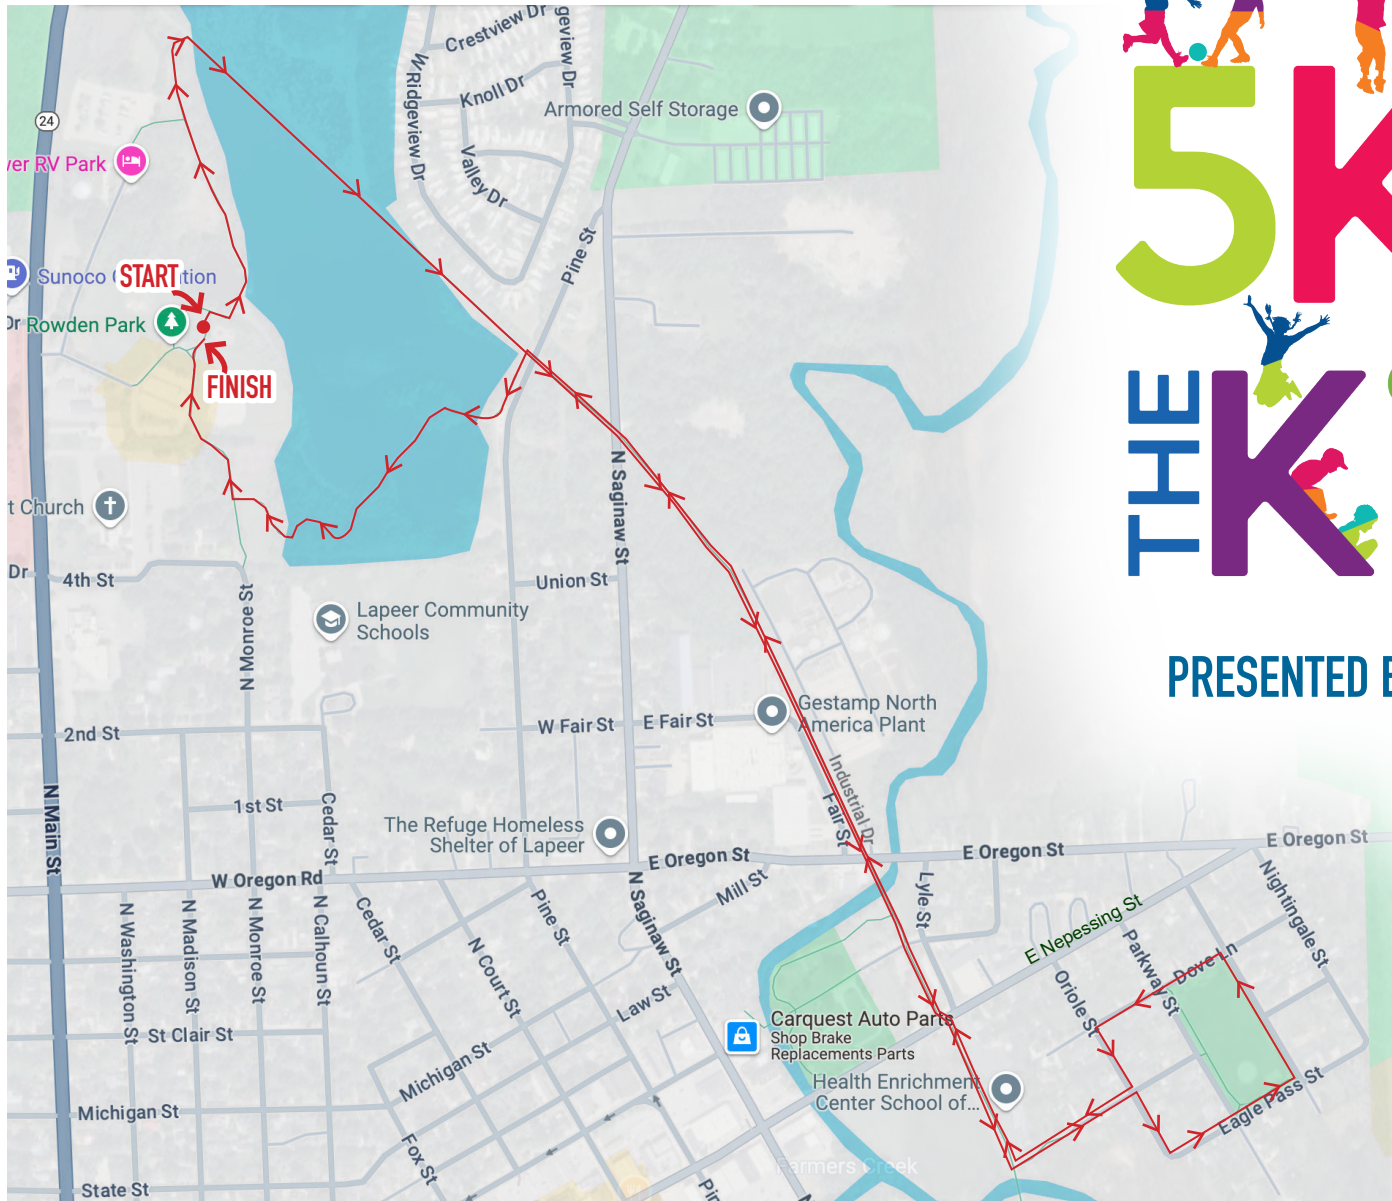 Crestview Dr
geview Dr
W Ridgeview Dr
Knoll Dr
Valley Dr
Armored Self Storage
24
ver RV Park
Pine St
START
Sunoco
tion
Dr
Rowden Park
FINISH
5K
THE
K
PRESENTED
N Saginaw St
t Church
Dr
4th St
N Monroe St
Union St
Lapeer Community
Schools
Gestamp North
America Plant
W Fair St
E Fair St
2nd St
Industrial Dr
Fair St
N Main St
1st St
Cedar St
The Refuge Homeless
Shelter of Lapeer
E Oregon St
E Oregon St
E Oregon St
W Oregon Rd
Mill St
Lyle St
N Washington St
N Madison St
N Monroe St
N Calhoun St
Cedar St
N Court St
Pine St
N Saginaw St
E Nepessing St
Nightingale St
Parkway St
Dove Ln
Oriole St
Law St
St Clair St
Carquest Auto Parts
Shop Brake
Replacements Parts
Michigan St
Health Enrichment
Center School of...
Eagle Pass St
Michigan St
Fox St
Farmers Creek
State St
Pin
N